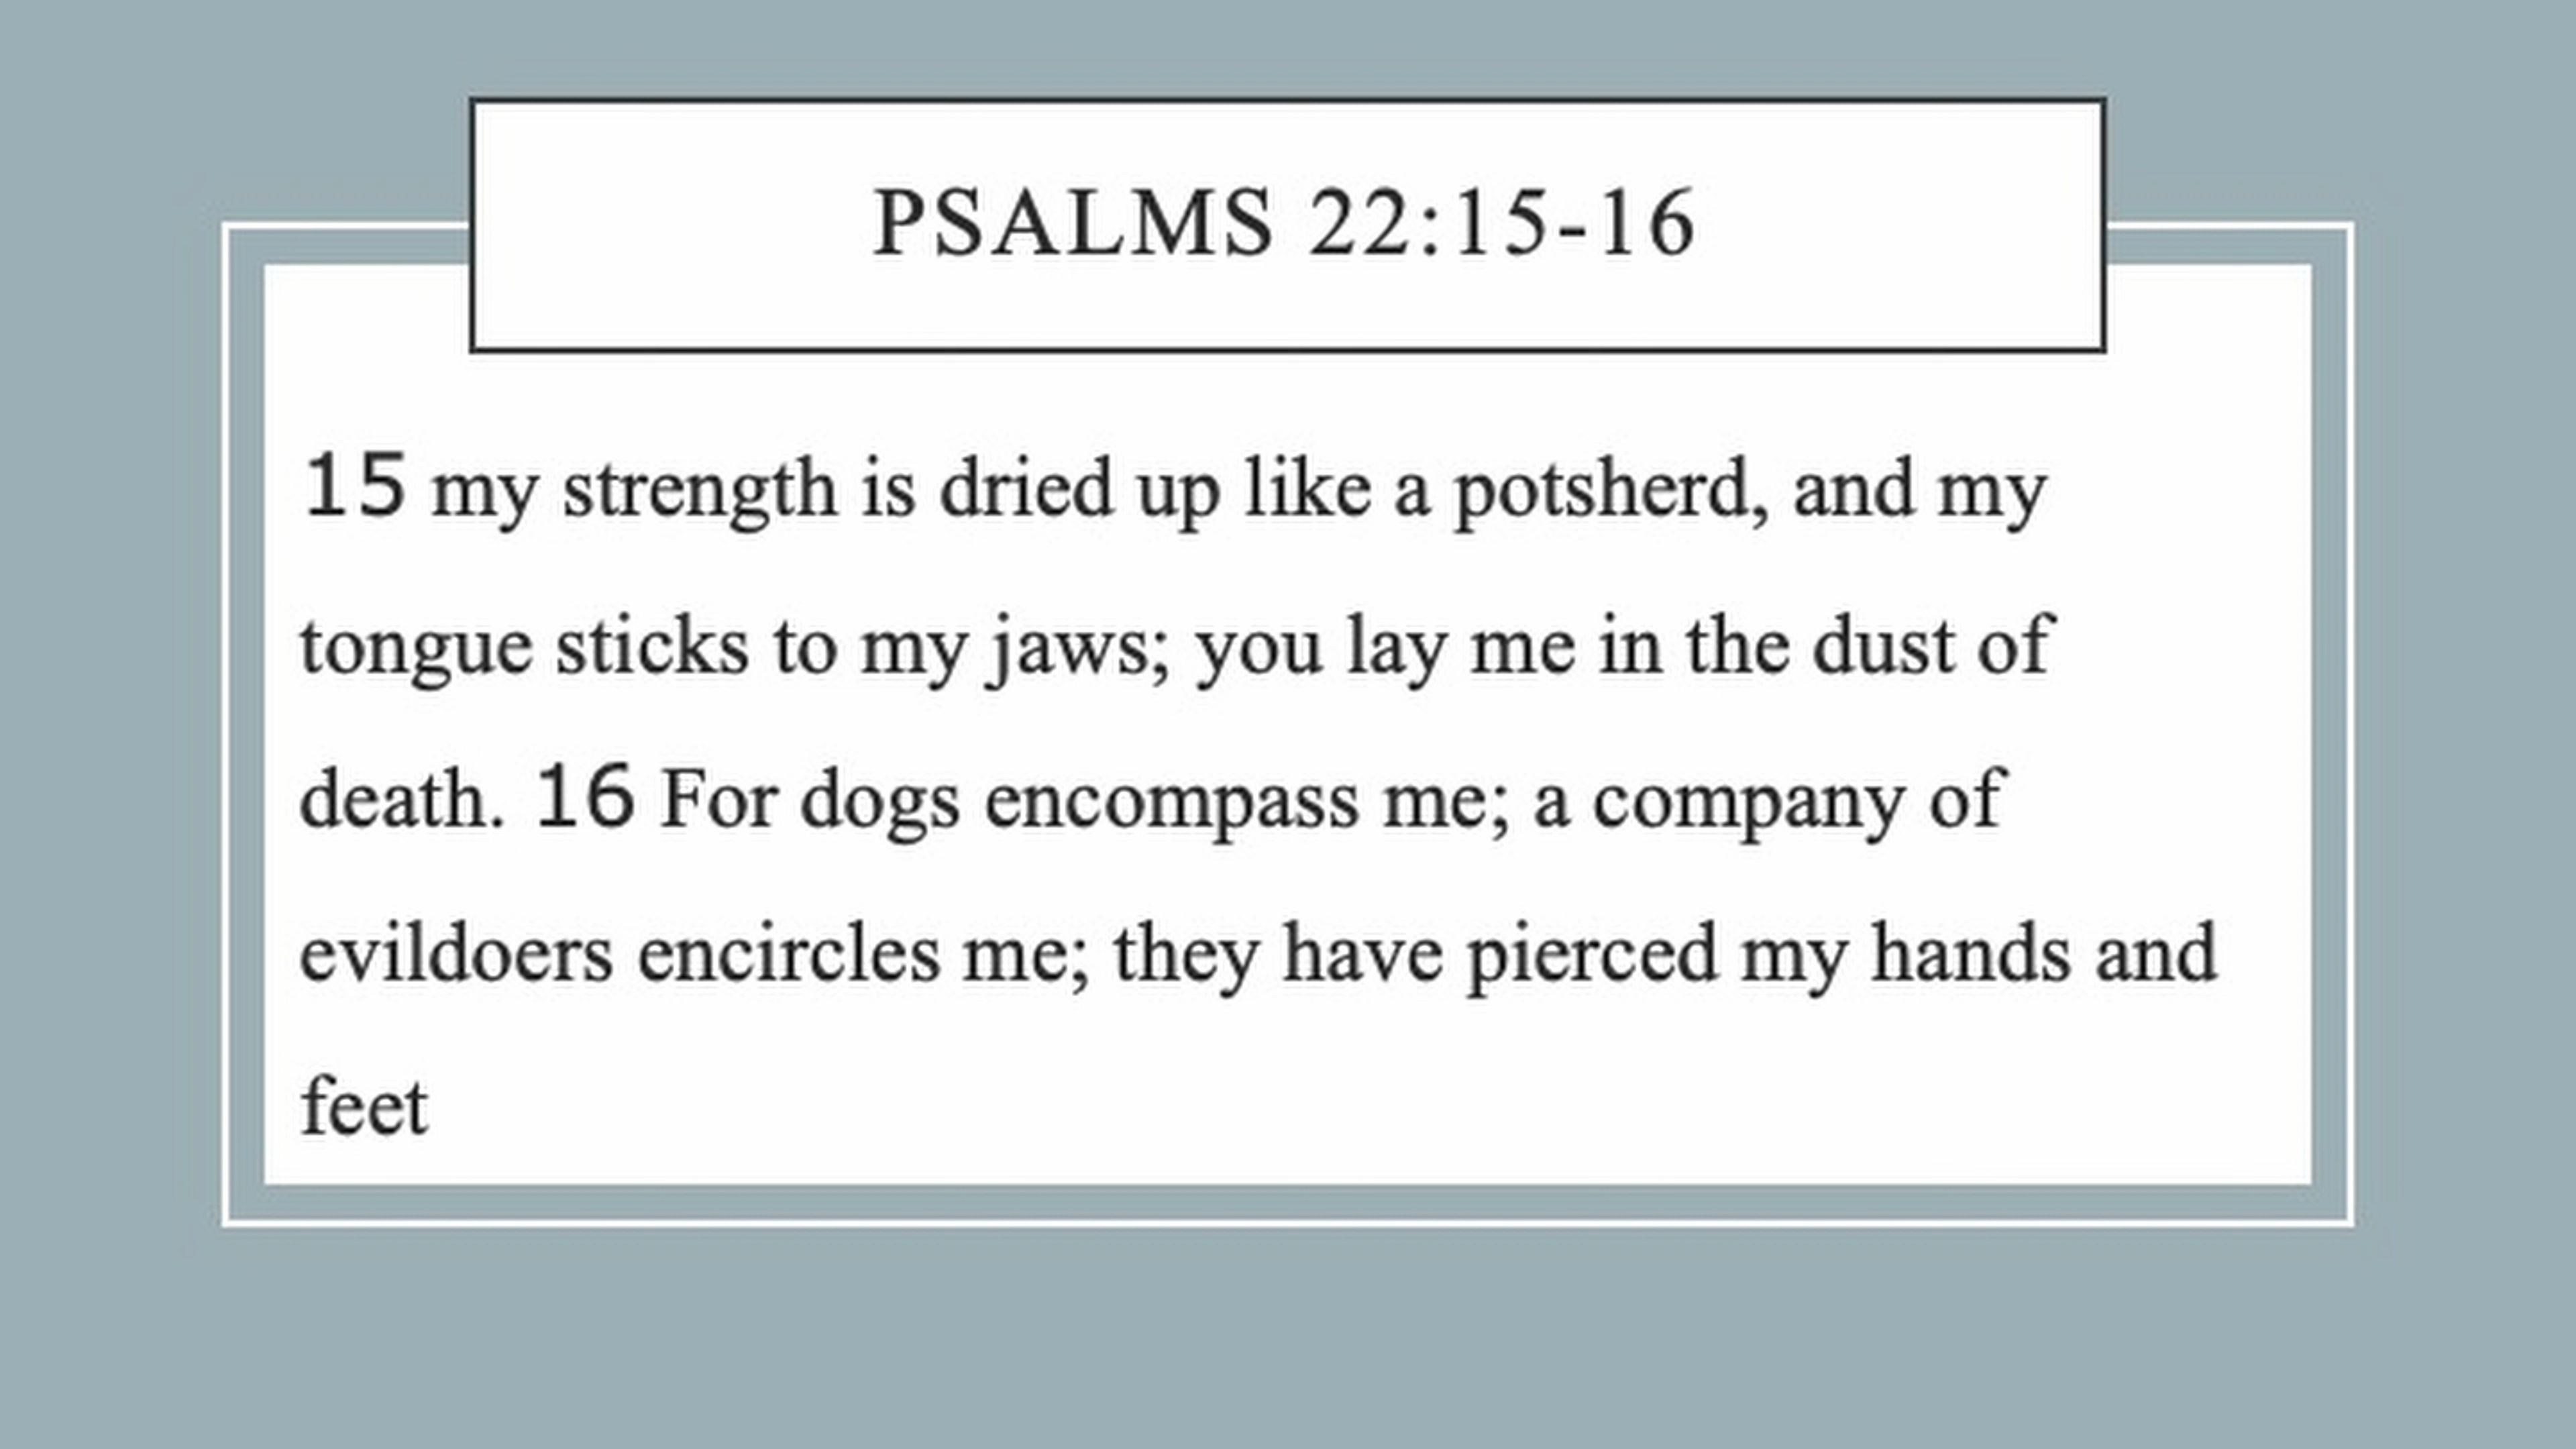 PSALMS 22:15-16
15 my strength is dried up like a potsherd, and my
tongue sticks to my jaws; you lay me in the dust of
death. 16 For dogs encompass me; a company of
evildoers encircles me; they have pierced my hands and
feet